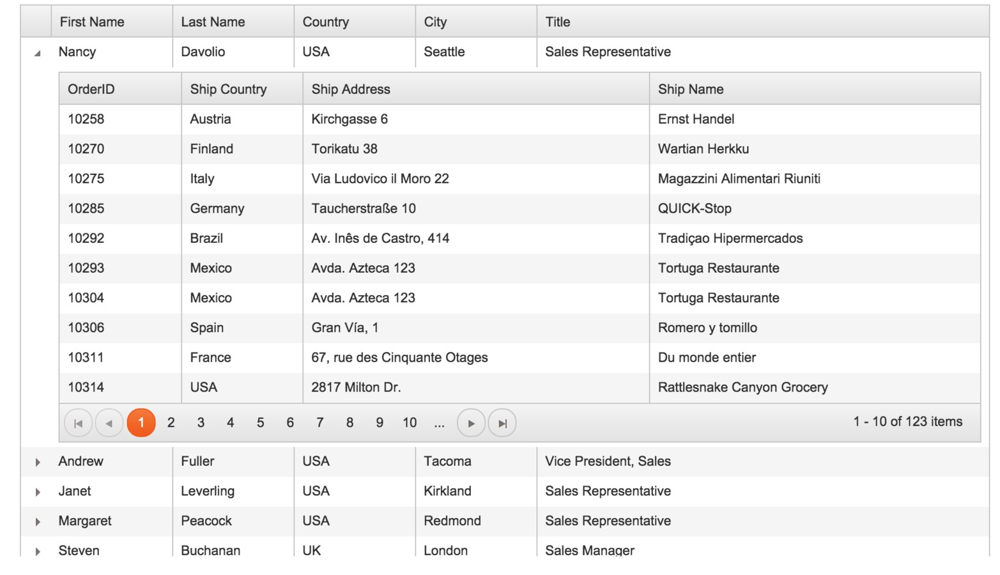 First Name Last Name Country City Title
Nancy Davolio USA Seattle Sales Representative
OrderID Ship Country Ship Address Ship Name
10258 Austria Kirchgasse 6 Ernst Handel
10270 Finland Torikatu 38 Wartian Herkku
10275 Italy Via Ludovico il Moro 22 Magazzini Alimentari Riuniti
10285 Germany Taucherstraße 10 QUICK-Stop
10292 Brazil Av. Inês de Castro, 414 Tradiçao Hipermercados
10293 Mexico Avda. Azteca 123 Tortuga Restaurante
10304 Mexico Avda. Azteca 123 Tortuga Restaurante
10306 Spain Gran Vía, 1 Romero y tomillo
10311 France 67, rue des Cinquante Otages Du monde entier
10314 USA 2817 Milton Dr. Rattlesnake Canyon Grocery
1 2 3 4 5 6 7 8 9 10 ... 1 - 10 of 123 items
Andrew Fuller USA Tacoma Vice President, Sales
Janet Leverling USA Kirkland Sales Representative
Margaret Peacock USA Redmond Sales Representative
Steven Buchanan UK London Sales Manager